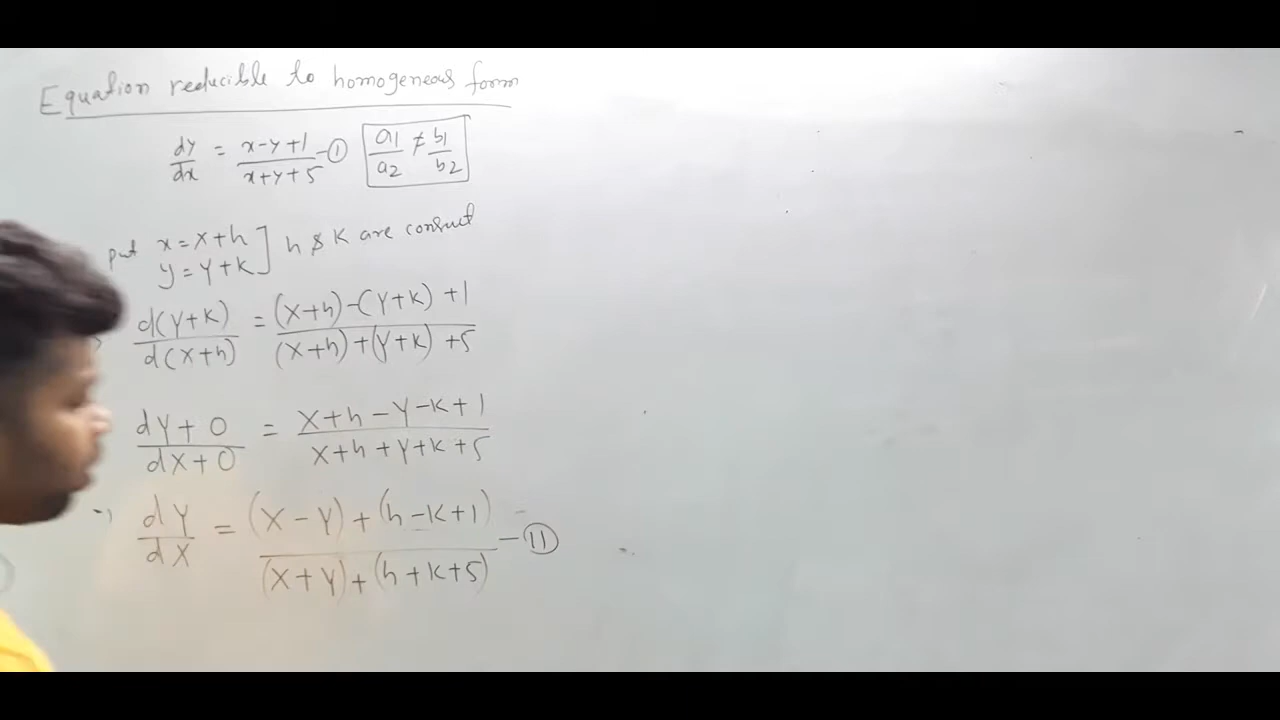 Equation reducible to homogeneous form
dy/dx = x-y+1/x+y+5 -① a1/a2 ≠ b1/b2
put x=X+h
y=Y+k ] h & k are
d(Y+k)/d(X+h) = (X+h)-(Y+k)+1/(X+h)+(Y+k)+5
dY+0/dX+0 = X+h-Y-k+1/X+h+Y+k+5
dY/dX = (X-Y)+(h-k+1)/(X+Y)+(h+k+5) -⑪